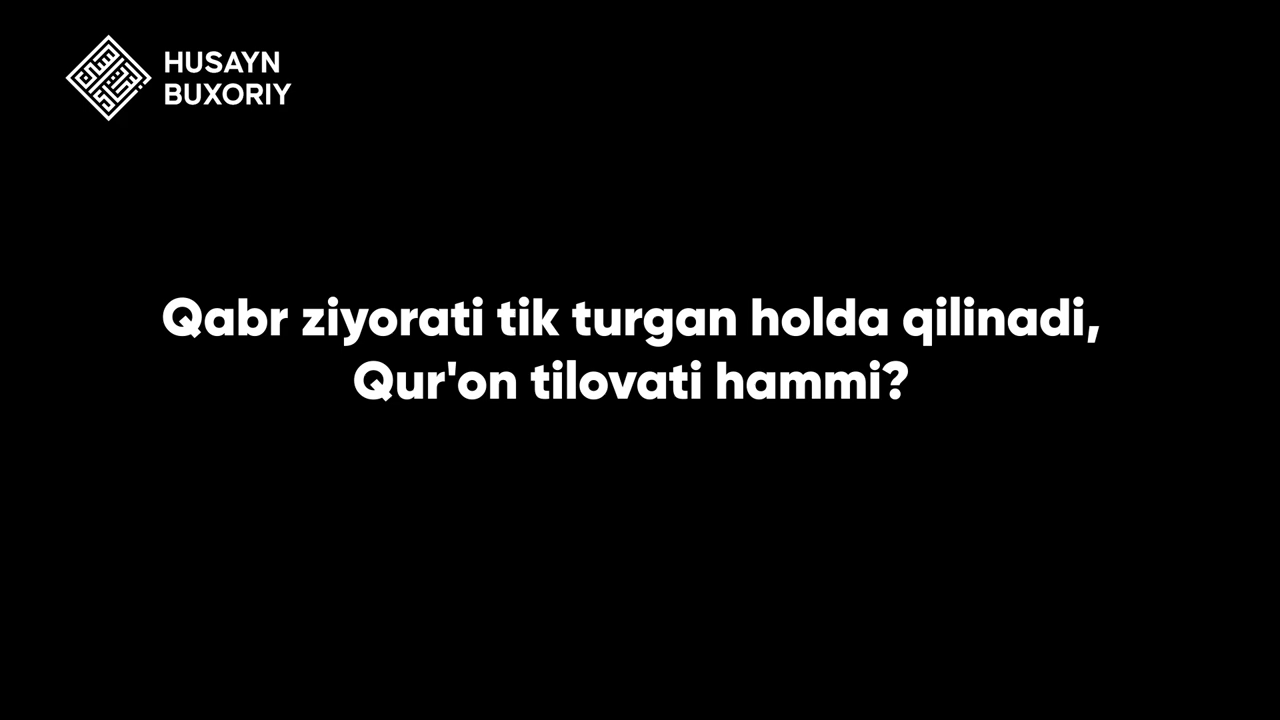 HUSAYN
BUXORIY
Qabr ziyorati tik turgan holda qilinadi,
Qur'on tilovati hammi?